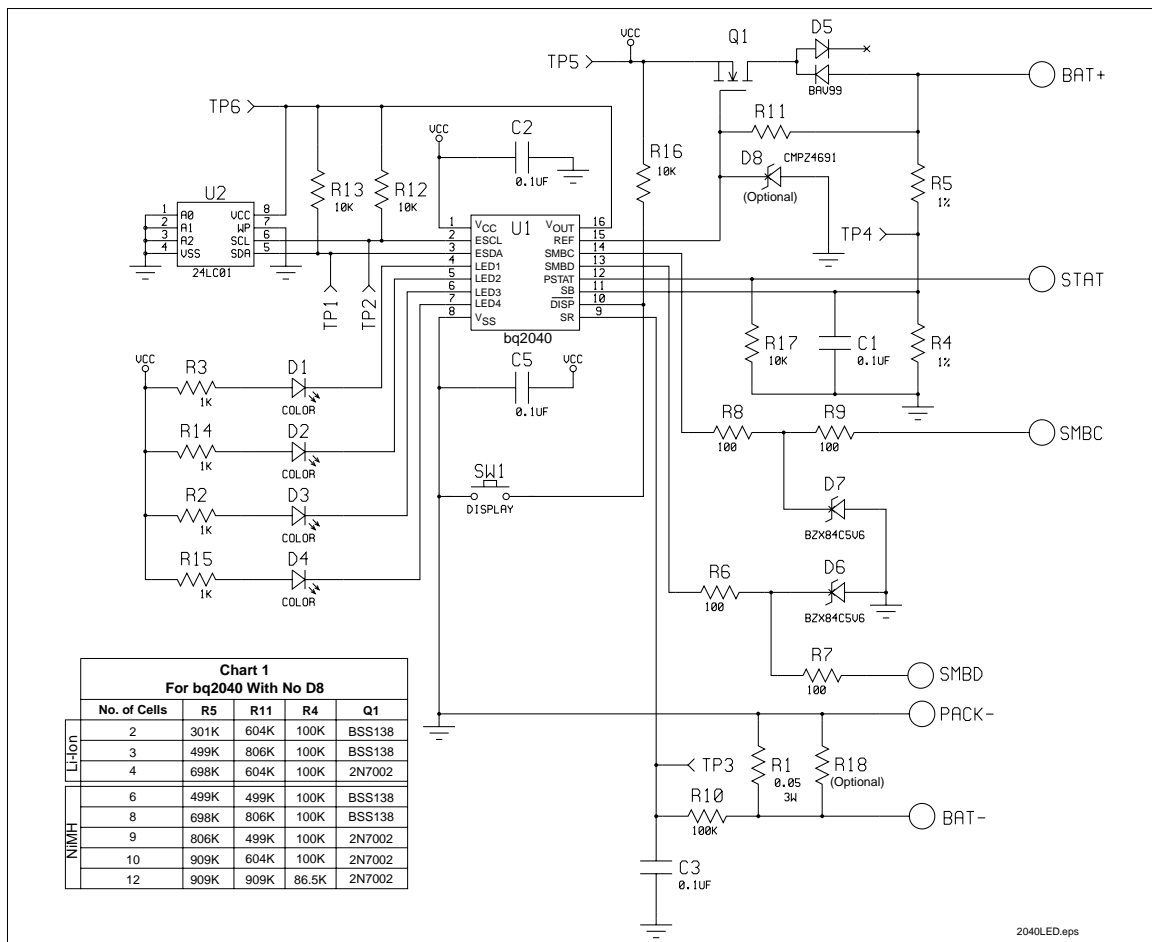 VCC
TP5
Q1
D5
BAV99
BAT+
TP6
VCC
C2
0.1UF
R11
R16
10K
D8
CMPZ4691
(Optional)
R5
1%
U2
1 A0 VCC 8
2 A1 WP 7
3 A2 SCL 6
4 VSS SDA 5
24LC01
R13
10K
R12
10K
TP1
TP2
TP4
U1
1 VCC VOUT 16
2 ESCL REF 15
3 ESDA SMBC 14
4 LED1 SMBD 13
5 LED2 PSTAT 12
6 LED3 SB 11
7 LED4 DISP 10
8 VSS SR 9
bq2040
STAT
R17
10K
C1
0.1UF
R4
1%
C5
0.1UF
VCC
VCC
R3
1K
D1
COLOR
R14
1K
D2
COLOR
R2
1K
D3
COLOR
R15
1K
D4
COLOR
SW1
DISPLAY
R8
100
R9
100
SMBC
D7
BZX84C5V6
R6
100
D6
BZX84C5V6
R7
100
SMBD
PACK-
TP3
R1
0.05
3W
R18
(Optional)
R10
100K
BAT-
C3
0.1UF
Chart 1
For bq2040 With No D8
No. of Cells R5 R11 R4 Q1
Li-Ion
2 301K 604K 100K BSS138
3 499K 806K 100K BSS138
4 698K 604K 100K 2N7002
NiMH
6 499K 499K 100K BSS138
8 698K 806K 100K BSS138
9 806K 499K 100K 2N7002
10 909K 604K 100K 2N7002
12 909K 909K 86.5K 2N7002
2040LED.eps